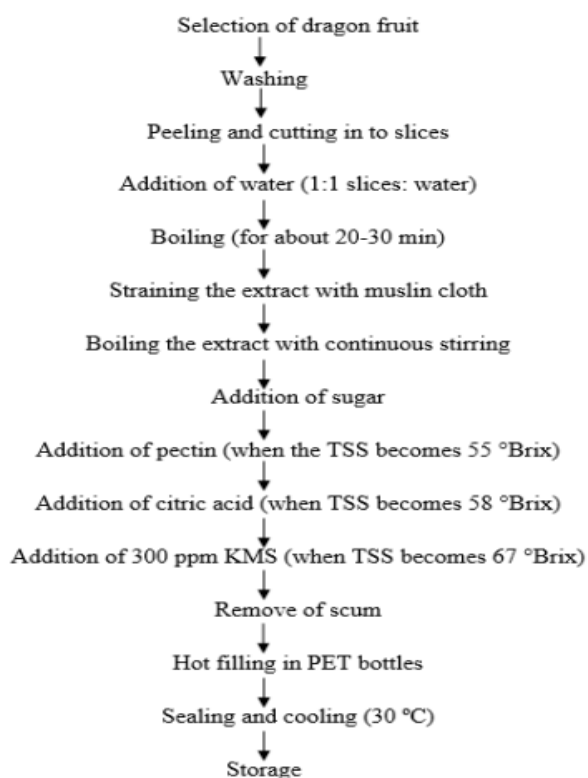 Selection of dragon fruit
Washing
Peeling and cutting in to slices
Addition of water (1:1 slices: water)
Boiling (for about 20-30 min)
Straining the extract with muslin cloth
Boiling the extract with continuous stirring
Addition of sugar
Addition of pectin (when the TSS becomes 55 °Brix)
Addition of citric acid (when TSS becomes 58 °Brix)
Addition of 300 ppm KMS (when TSS becomes 67 °Brix)
Remove of scum
Hot filling in PET bottles
Sealing and cooling (30 °C)
Storage